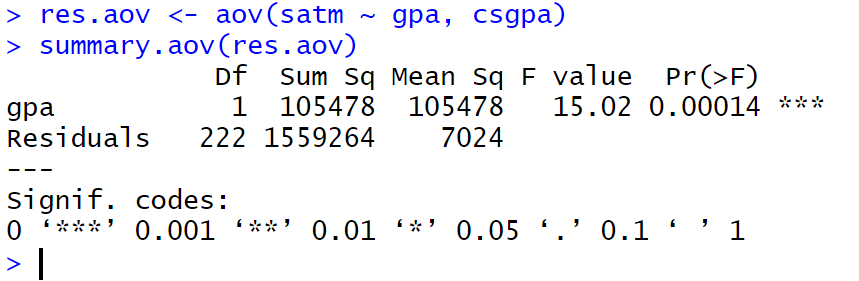 > res.aov <- aov(satm ~ gpa, csgpa)
> summary.aov(res.aov)
             Df  Sum Sq Mean Sq F value  Pr(>F)
gpa           1  105478  105478   15.02 0.00014 ***
Residuals   222 1559264    7024
---
Signif. codes:
0 ‘***’ 0.001 ‘**’ 0.01 ‘*’ 0.05 ‘.’ 0.1 ‘ ’ 1
>